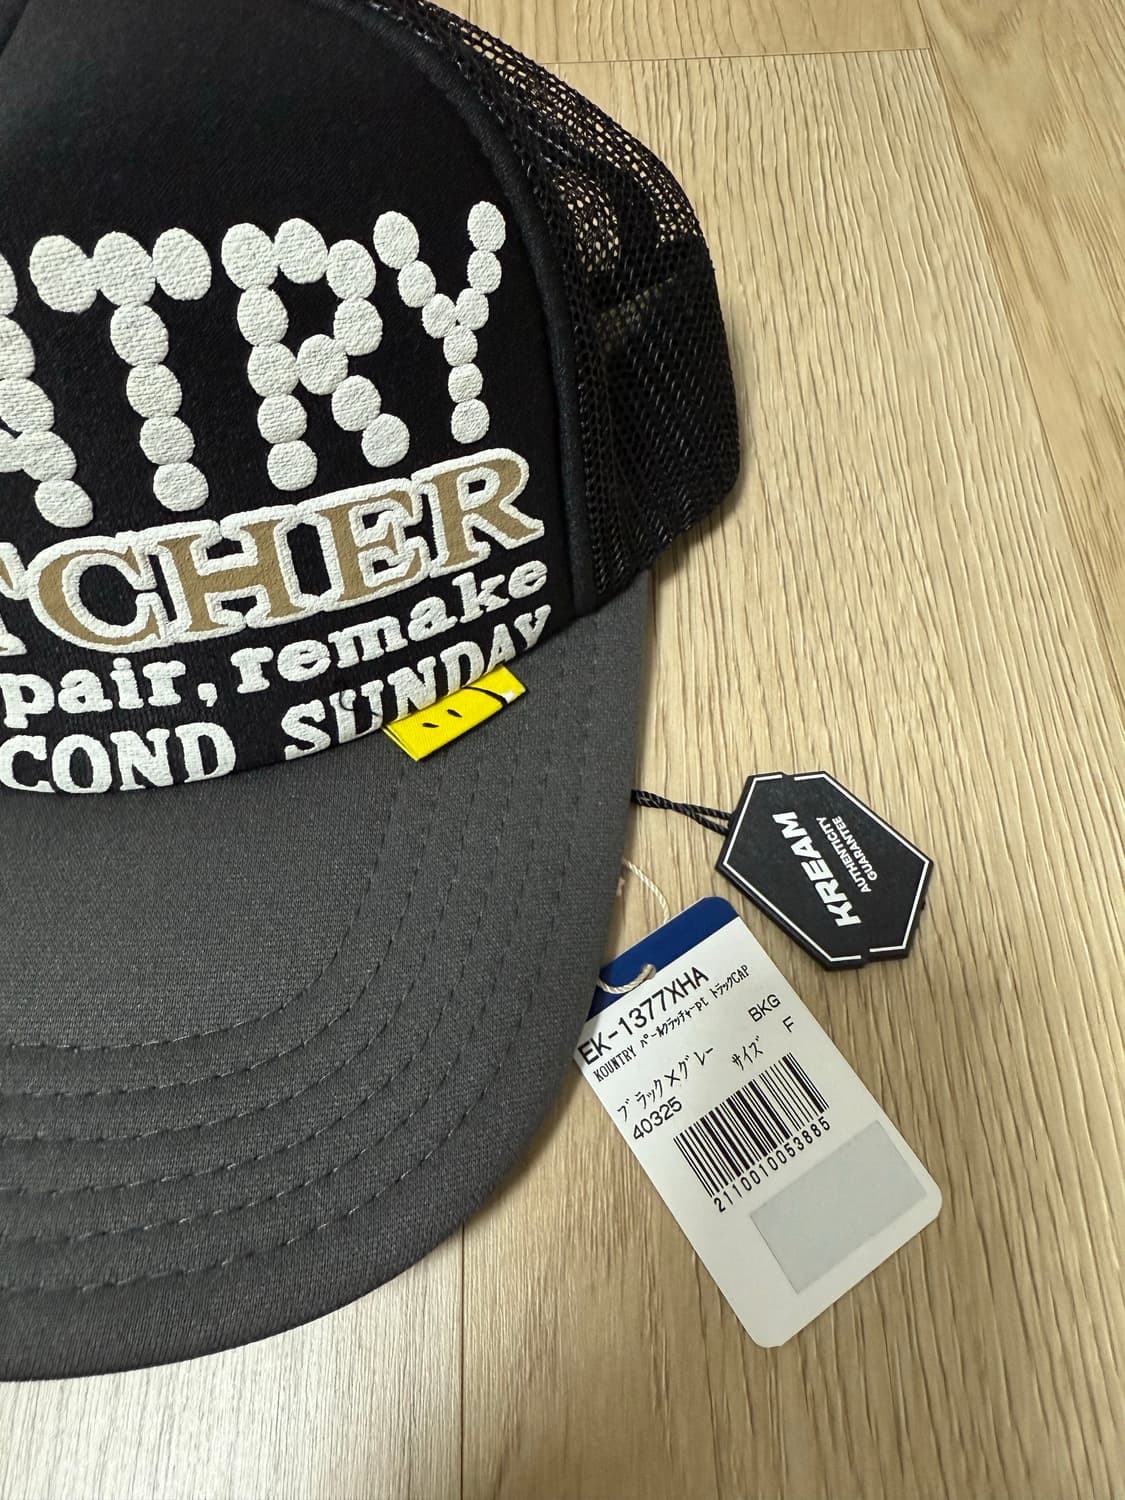 TRY
CHER
pair, remake
COND SUNDAY
KREAM
AUTHENTICITY
GUARANTEE
EK-1377XHA
KOUNTRY パールクラッチャーPt トラックCAP
BKG
ブラック×グレー サイズ F
40325
2110010053885